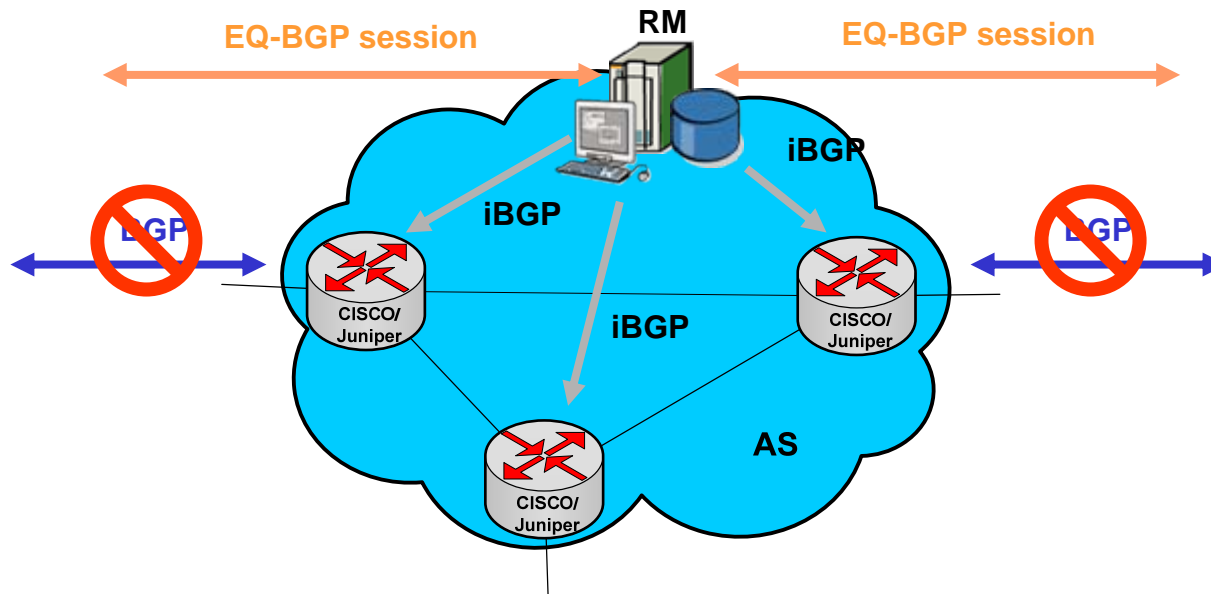 RM
EQ-BGP session
EQ-BGP session
iBGP
iBGP
BGP
BGP
CISCO/
Juniper
CISCO/
Juniper
iBGP
AS
CISCO/
Juniper